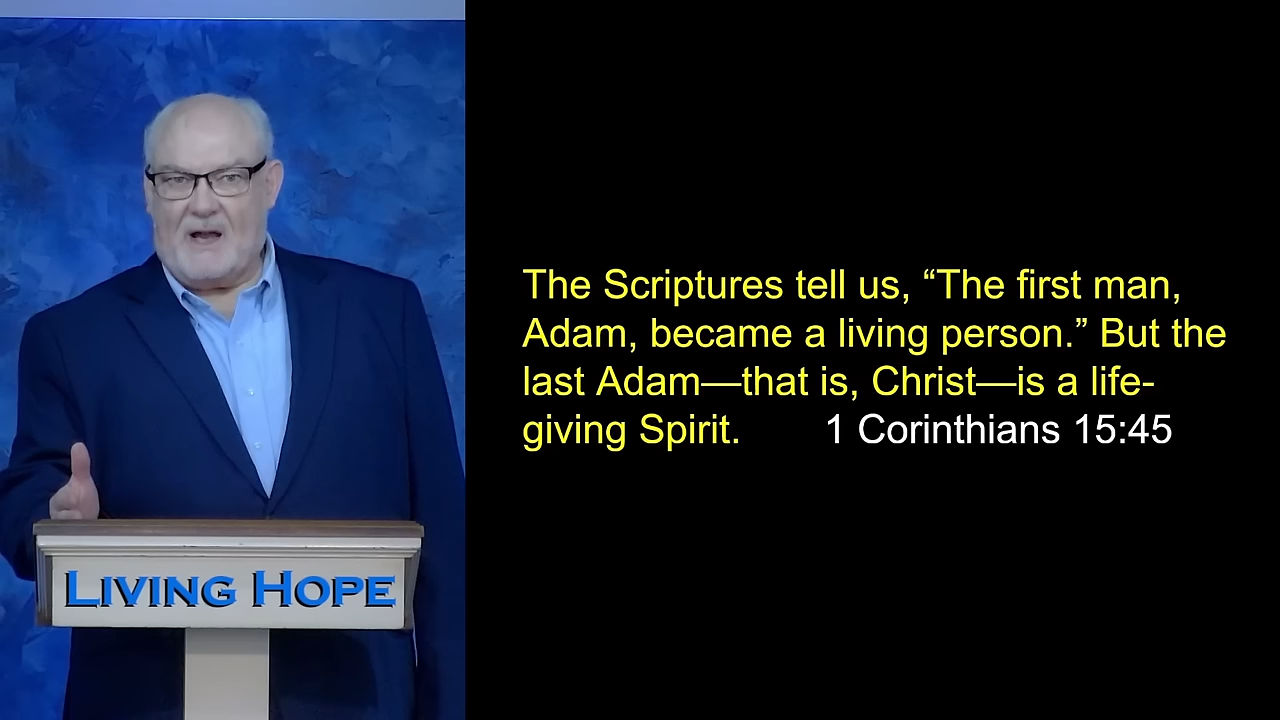 The Scriptures tell us, “The first man,
Adam, became a living person.” But the
last Adam—that is, Christ—is a life-
giving Spirit. 1 Corinthians 15:45
LIVING HOPE